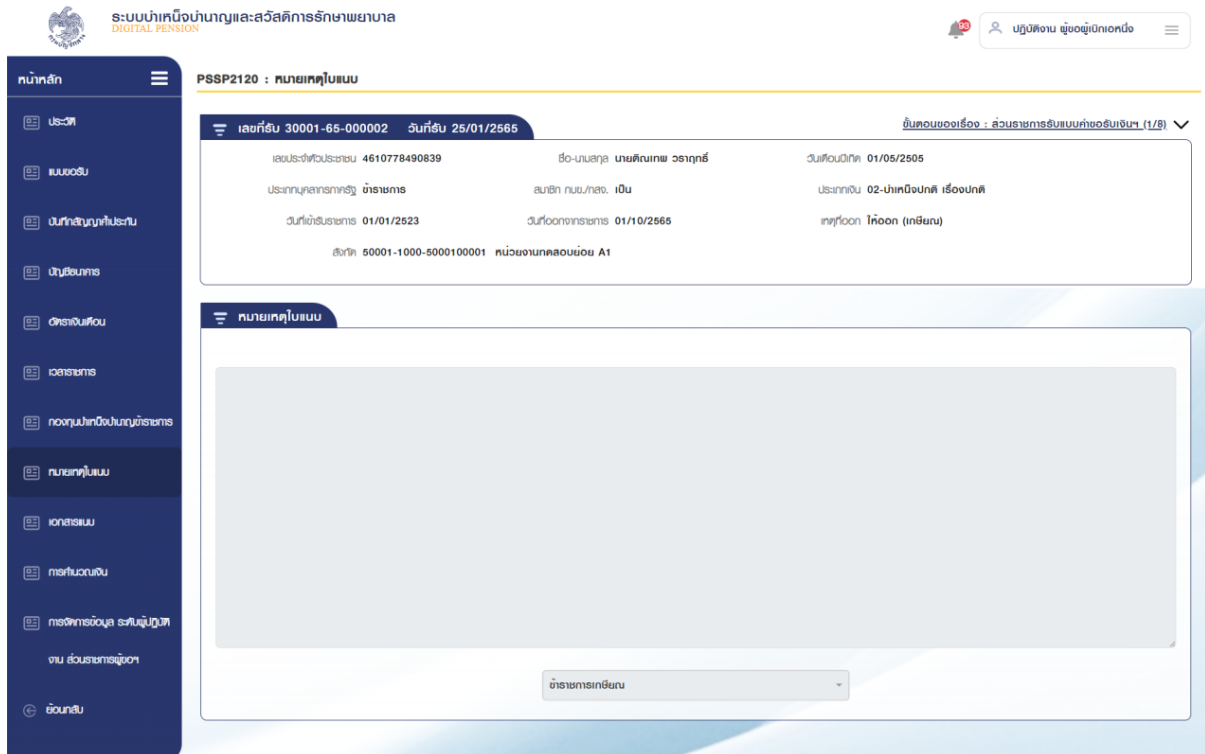 ระบบบำเหน็จบำนาญและสวัสดิการรักษาพยาบาล
DIGITAL PENSION
กรมบัญชีกลาง
93
ปฏิบัติงาน ผู้ขอผู้เบิกเอกหนึ่ง
หน้าหลัก
PSSP2120 : หมายเหตุใบแนบ
ประวัติ
แบบขอรับ
บันทึกสัญญาค้ำประกัน
บัญชีธนาคาร
อัตราเงินเดือน
เวลาราชการ
กองทุนบำเหน็จบำนาญข้าราชการ
หมายเหตุใบแนบ
เอกสารแนบ
การคำนวณเงิน
การจัดการข้อมูล ระดับผู้ปฏิบัติ
งาน ส่วนราชการผู้ขอฯ
ย้อนกลับ
เลขที่รับ 30001-65-000002 วันที่รับ 25/01/2565
ขั้นตอนของเรื่อง : ส่วนราชการรับแบบคำขอรับเงินฯ (1/8)
เลขประจำตัวประชาชน 4610778490839 ชื่อ-นามสกุล นายคิณเทพ วราฤทธิ์ วันเดือนปีเกิด 01/05/2505
ประเภทบุคลากรภาครัฐ ข้าราชการ สมาชิก กบข./กสจ. เป็น ประเภทเงิน 02-บำเหน็จปกติ เรื่องปกติ
วันที่เข้ารับราชการ 01/01/2523 วันที่ออกจากราชการ 01/10/2565 เหตุที่ออก ให้ออก (เกษียณ)
สังกัด 50001-1000-5000100001 หน่วยงานทดสอบย่อย A1
หมายเหตุใบแนบ
ข้าราชการเกษียณ